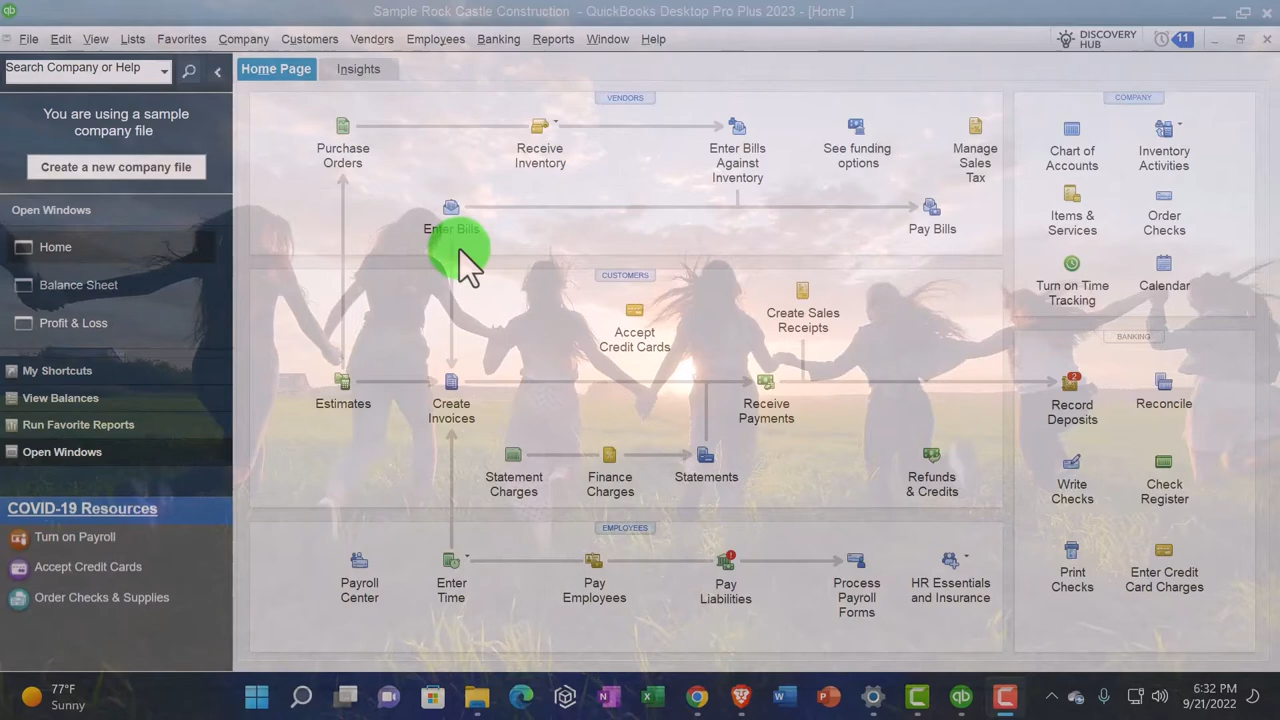 Sample Rock Castle Construction - QuickBooks Desktop Pro Plus 2023 - [Home ]
File Edit View Lists Favorites Company Customers Vendors Employees Banking Reports Window Help
DISCOVERY
HUB
11
Search Company or Help
Home Page Insights
You are using a
sample
company file
Create a new company file
Open Windows
Home
Balance Sheet
Profit & Loss
My Shortcuts
View Balances
Run Favorite Reports
Open Windows
COVID-19 Resources
Turn on Payroll
Accept Credit Cards
Order Checks & Supplies
VENDORS
Purchase
Orders
Receive
Inventory
Enter Bills
Against
Inventory
See funding
options
Manage
Sales
Tax
Enter Bills
Pay Bills
CUSTOMERS
Accept
Credit Cards
Create Sales
Receipts
Estimates
Create
Invoices
Receive
Payments
Statement
Charges
Finance
Charges
Statements
Refunds
& Credits
EMPLOYEES
Payroll
Center
Enter
Time
Pay
Employees
Pay
Liabilities
Process
Payroll
Forms
HR Essentials
and Insurance
COMPANY
Chart of
Accounts
Inventory
Activities
Items &
Services
Order
Checks
Turn on Time
Tracking
Calendar
BANKING
2
Record
Deposits
Reconcile
Write
Checks
Check
Register
Print
Checks
Enter Credit
Card Charges
77°F
Sunny
6:32 PM
9/21/2022